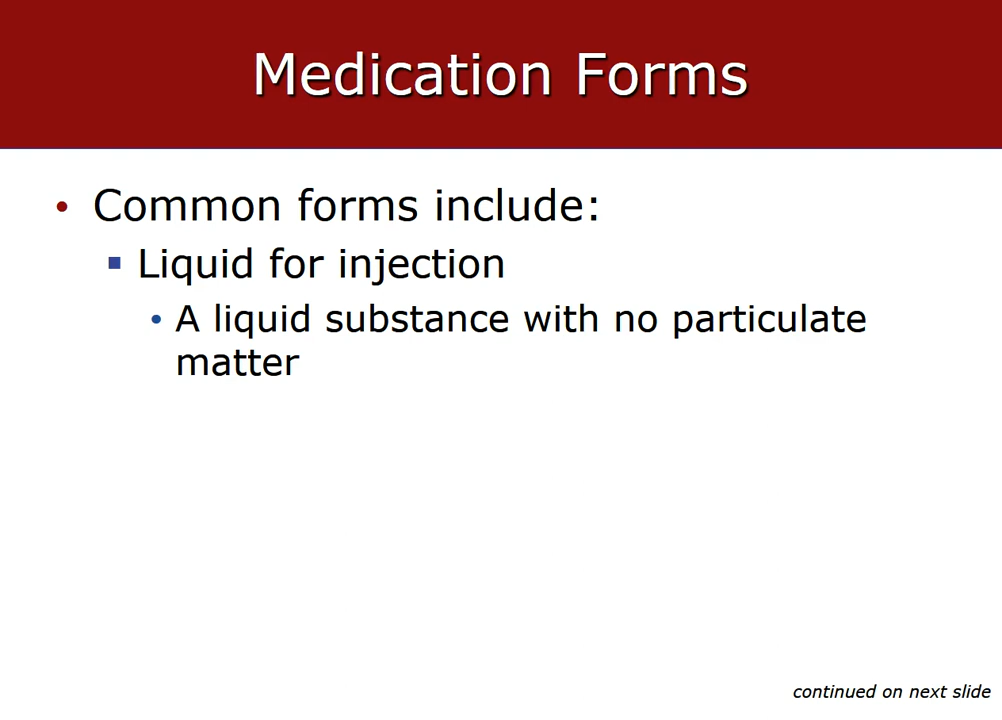 Medication Forms
• Common forms include:
▪ Liquid for injection
• A liquid substance with no particulate
matter
continued on next slide